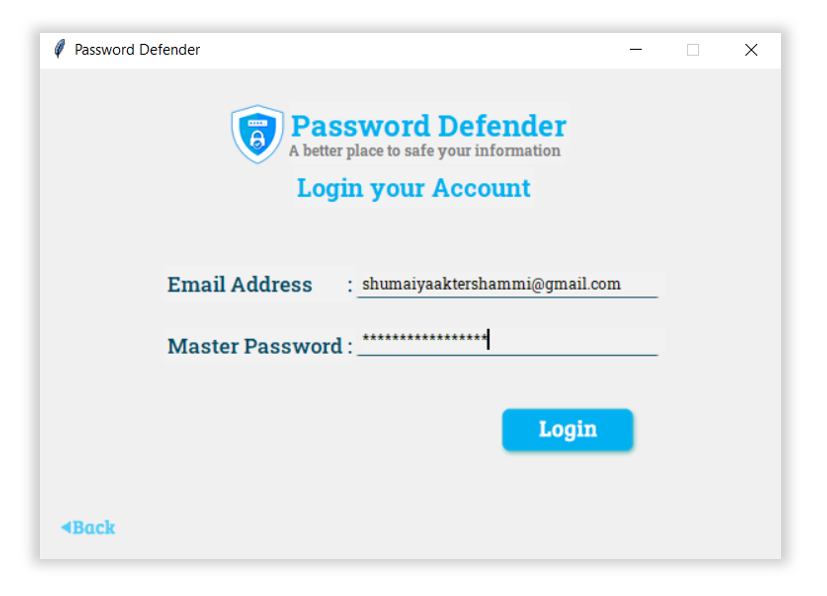 Password Defender
Password Defender
A better place to safe your information
Login your Account
Email Address : shumaiyaaktershammi@gmail.com
Master Password : *****************
Login
Back